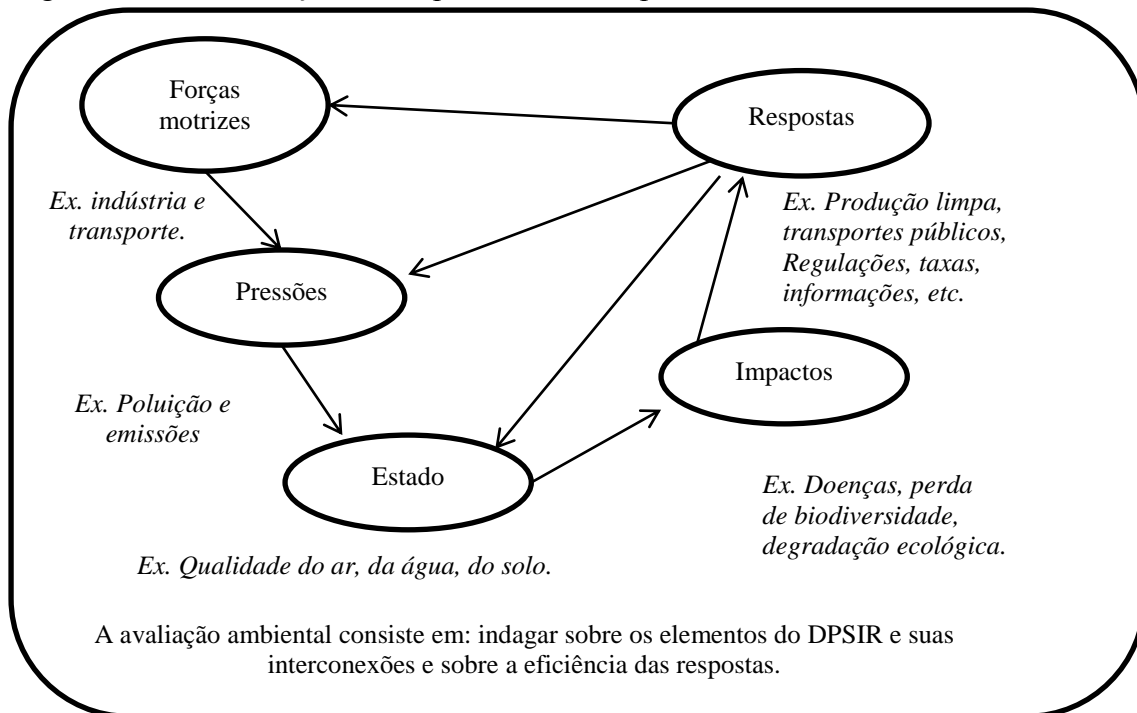 Forças
motrizes
Respostas
Ex. indústria e
transporte.
Ex. Produção limpa,
transportes públicos,
Regulações, taxas,
informações, etc.
Pressões
Impactos
Ex. Poluição e
emissões
Estado
Ex. Doenças, perda
de biodiversidade,
degradação ecológica.
Ex. Qualidade do ar, da água, do solo.
A avaliação ambiental consiste em: indagar sobre os elementos do DPSIR e suas
interconexões e sobre a eficiência das respostas.